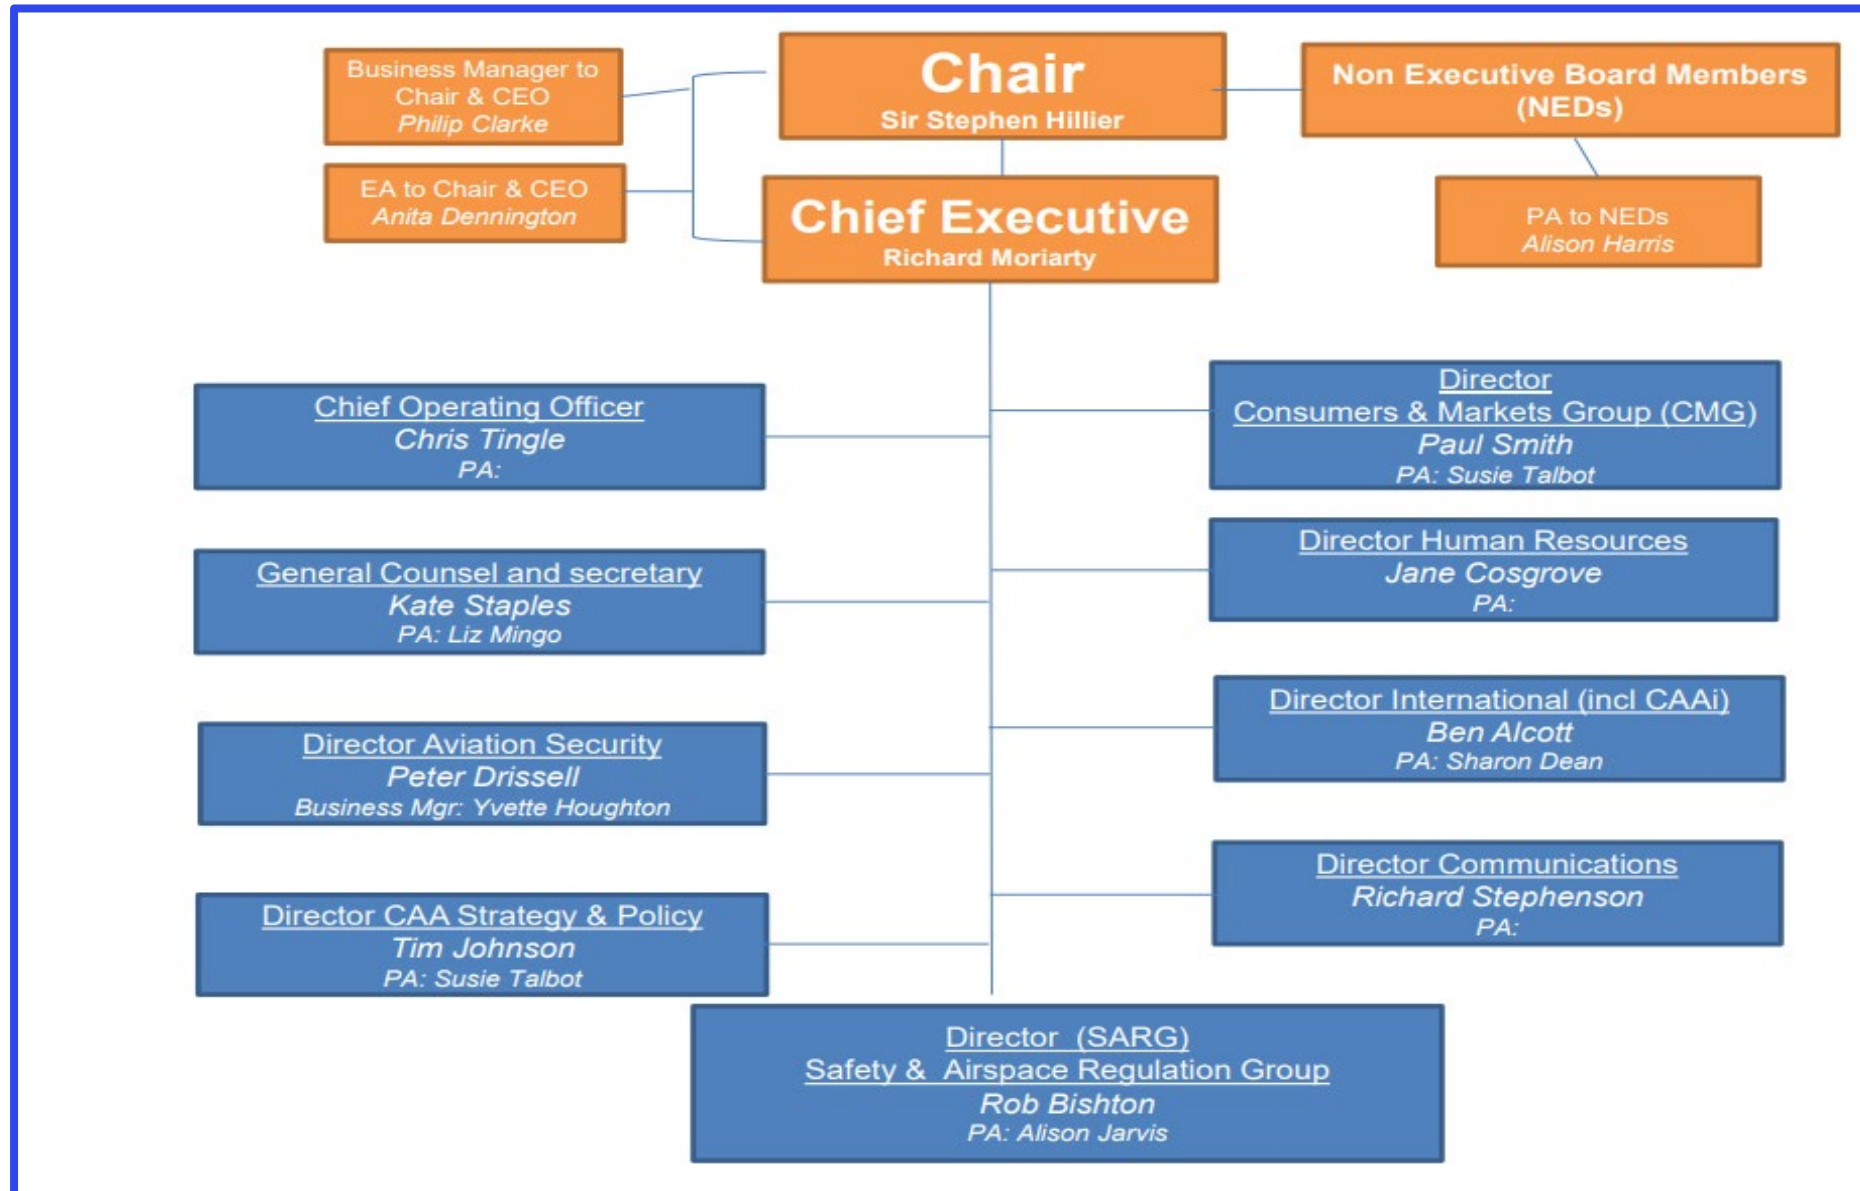 Business Manager to
Chair & CEO
Philip Clarke
EA to Chair & CEO
Anita Dennington
Chair
Sir Stephen Hillier
Chief Executive
Richard Moriarty
Non Executive Board Members
(NEDs)
PA to NEDs
Alison Harris
Chief Operating Officer
Chris Tingle
PA:
General Counsel and secretary
Kate Staples
PA: Liz Mingo
Director Aviation Security
Peter Drissell
Business Mgr: Yvette Houghton
Director CAA Strategy & Policy
Tim Johnson
PA: Susie Talbot
Director
Consumers & Markets Group (CMG)
Paul Smith
PA: Susie Talbot
Director Human Resources
Jane Cosgrove
PA:
Director International (incl CAAi)
Ben Alcott
PA: Sharon Dean
Director Communications
Richard Stephenson
PA:
Director (SARG)
Safety & Airspace Regulation Group
Rob Bishton
PA: Alison Jarvis